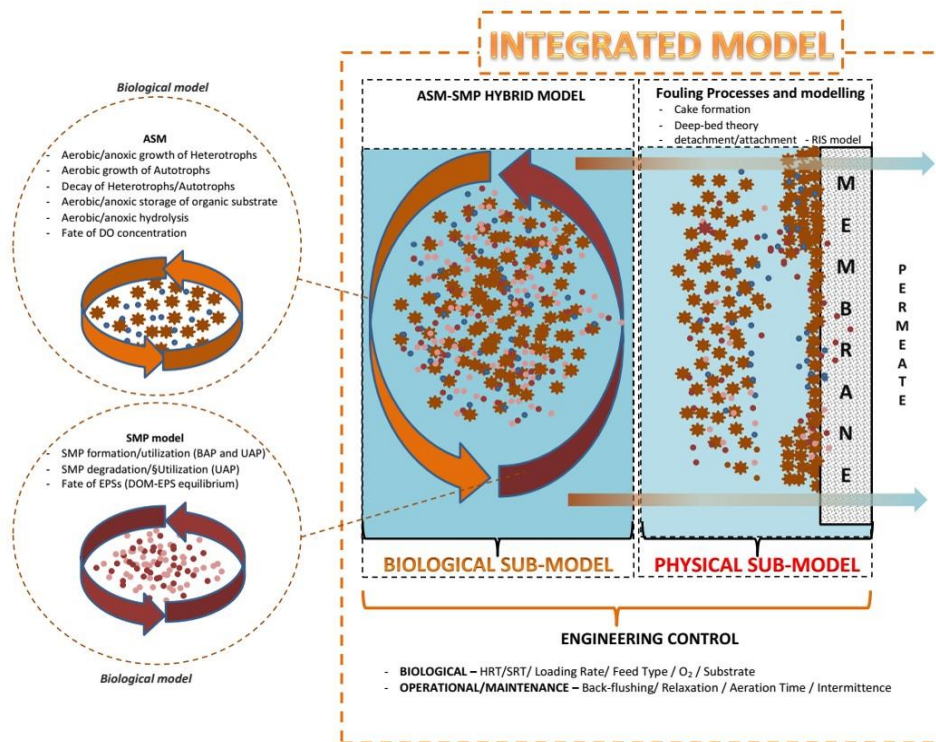 INTEGRATED MODEL
Biological model
ASM
- Aerobic/anoxic growth of Heterotrophs
- Aerobic growth of Autotrophs
- Decay of Heterotrophs/Autotrophs
- Aerobic/anoxic storage of organic substrate
- Aerobic/anoxic hydrolysis
- Fate of DO concentration
SMP model
- SMP formation/utilization (BAP and UAP)
- SMP degradation/§Utilization (UAP)
- Fate of EPSs (DOM-EPS equilibrium)
Biological model
ASM-SMP HYBRID MODEL
Fouling Processes and modelling
- Cake formation
- Deep-bed theory
- detachment/attachment - RIS model
MEMBRANE
PERMEATE
BIOLOGICAL SUB-MODEL
PHYSICAL SUB-MODEL
ENGINEERING CONTROL
- BIOLOGICAL – HRT/SRT/ Loading Rate/ Feed Type / O₂ / Substrate
- OPERATIONAL/MAINTENANCE – Back-flushing/ Relaxation / Aeration Time / Intermittence